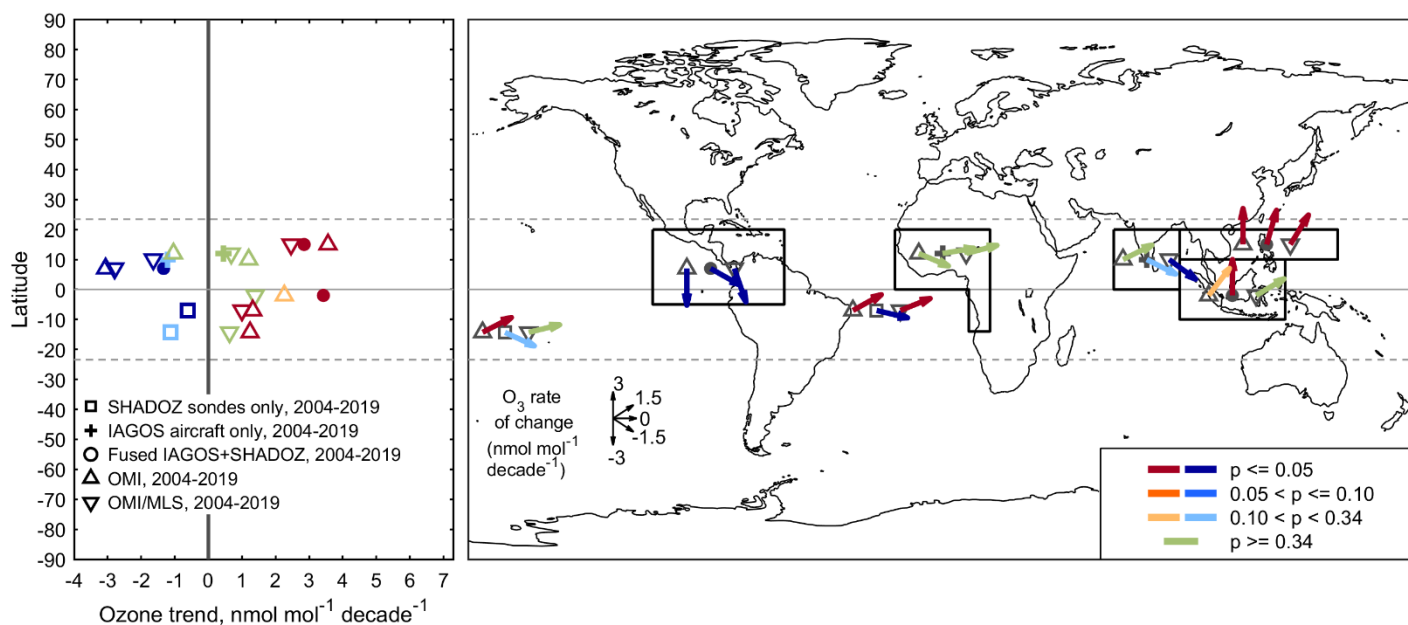 90
80
70
60
50
40
30
20
10
0
-10
-20
-30
-40
-50
-60
-70
-80
-90
Latitude
-4 -3 -2 -1 0 1 2 3 4 5 6 7
Ozone trend, nmol mol⁻¹ decade⁻¹
SHADOZ sondes only, 2004-2019
IAGOS aircraft only, 2004-2019
Fused IAGOS+SHADOZ, 2004-2019
OMI, 2004-2019
OMI/MLS, 2004-2019
O₃ rate
of change
(nmol mol⁻¹
decade⁻¹)
3
1.5
0
-1.5
-3
p <= 0.05
0.05 < p <= 0.10
0.10 < p < 0.34
p >= 0.34